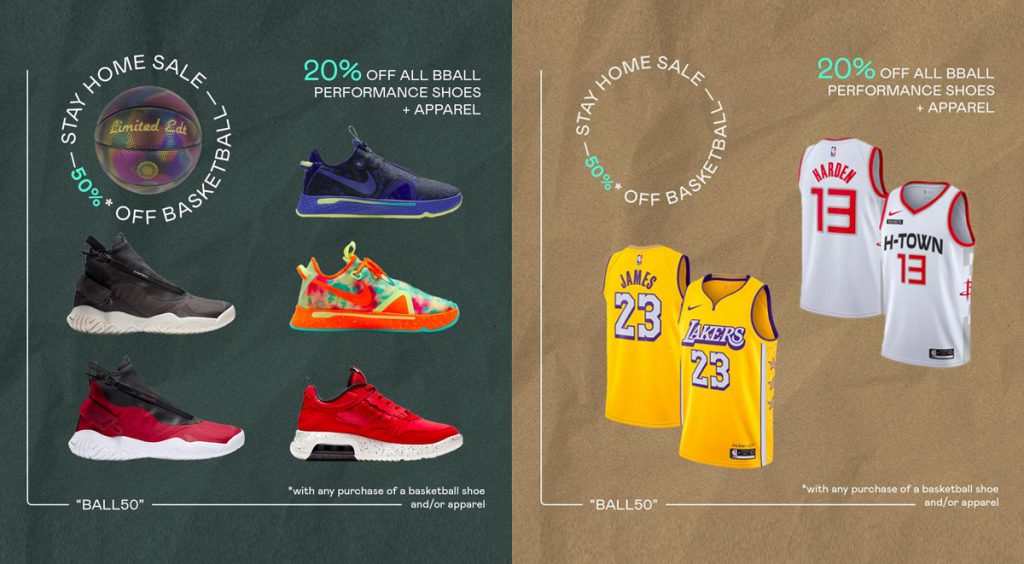 — STAY HOME SALE —
50%* OFF BASKETBALL
Limited Edt
20% OFF ALL BBALL
PERFORMANCE SHOES
+ APPAREL
"BALL50"
*with any purchase of a basketball shoe
and/or apparel
— STAY HOME SALE —
50%* OFF BASKETBALL
20% OFF ALL BBALL
PERFORMANCE SHOES
+ APPAREL
HARDEN
13
H-TOWN
13
JAMES
23
LAKERS
23
"BALL50"
*with any purchase of a basketball shoe
and/or apparel